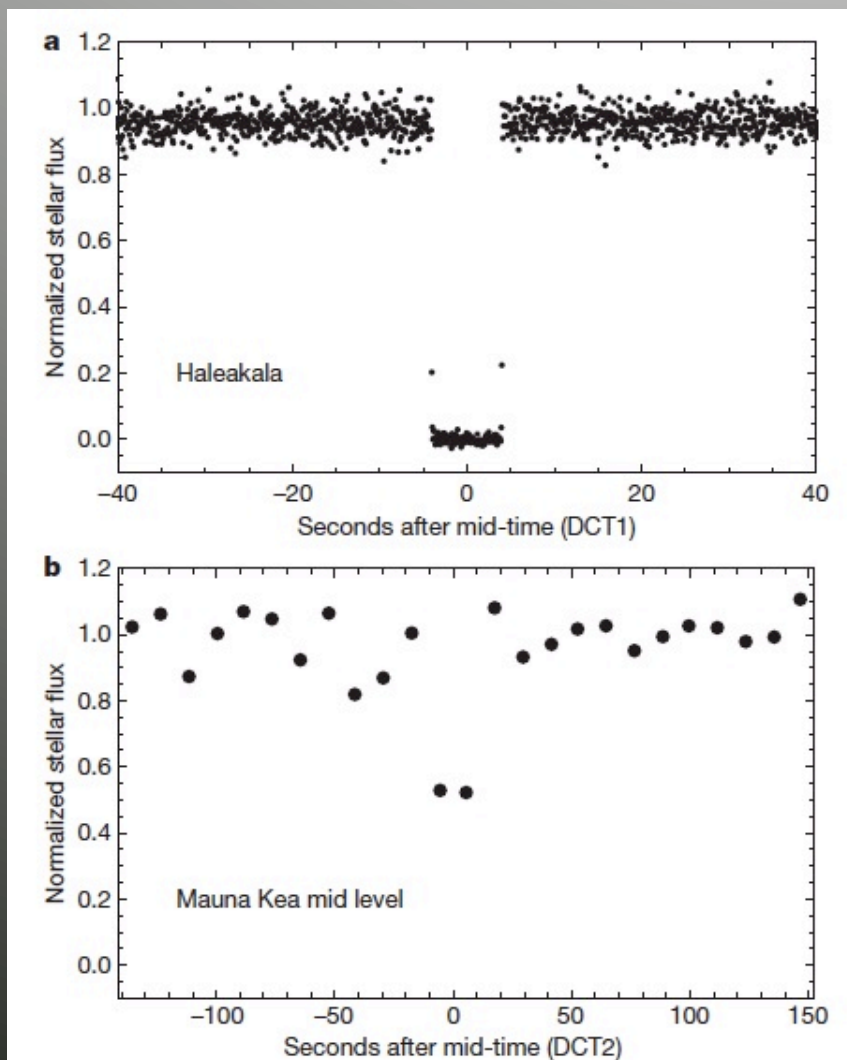 a
1.2
1.0
0.8
0.6
0.4
0.2
0.0
Normalized stellar flux
Haleakala
–40 –20 0 20 40
Seconds after mid-time (DCT1)
b
1.2
1.0
0.8
0.6
0.4
0.2
0.0
Normalized stellar flux
Mauna Kea mid level
–100 –50 0 50 100 150
Seconds after mid-time (DCT2)